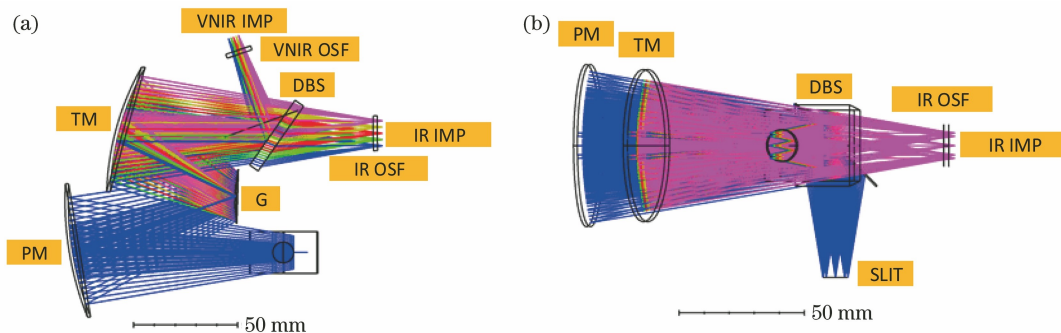 (a)
VNIR IMP
VNIR OSF
DBS
TM
IR IMP
IR OSF
G
PM
50 mm
(b)
PM
TM
DBS
IR OSF
IR IMP
SLIT
50 mm